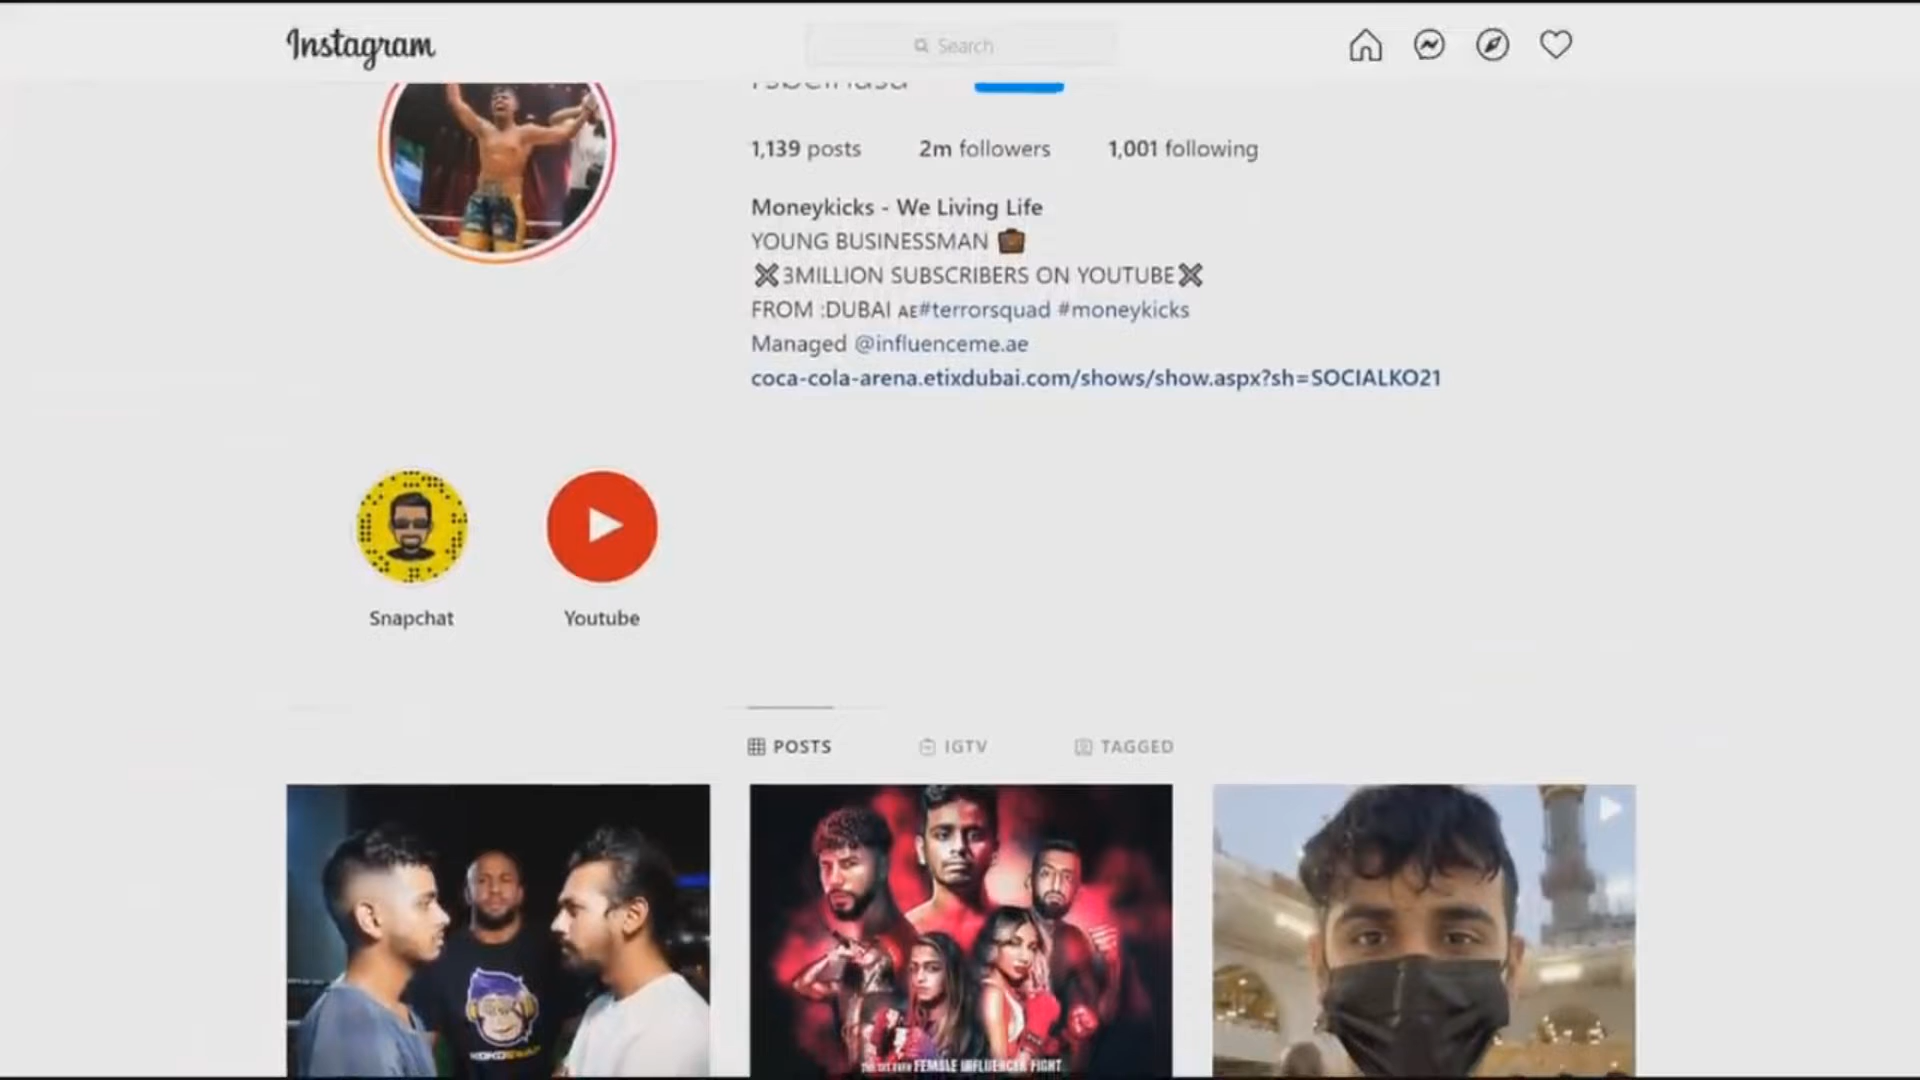 Instagram
Search
1,139 posts 2m followers 1,001 following
Moneykicks - We Living Life
YOUNG BUSINESSMAN
3MILLION SUBSCRIBERS ON YOUTUBE
FROM :DUBAI AE#terrorsquad #moneykicks
Managed @influenceme.ae
coca-cola-arena.etixdubai.com/shows/show.aspx?sh=SOCIALKO21
Snapchat Youtube
POSTS IGTV TAGGED
FEMALE INFLUENCER FIGHT